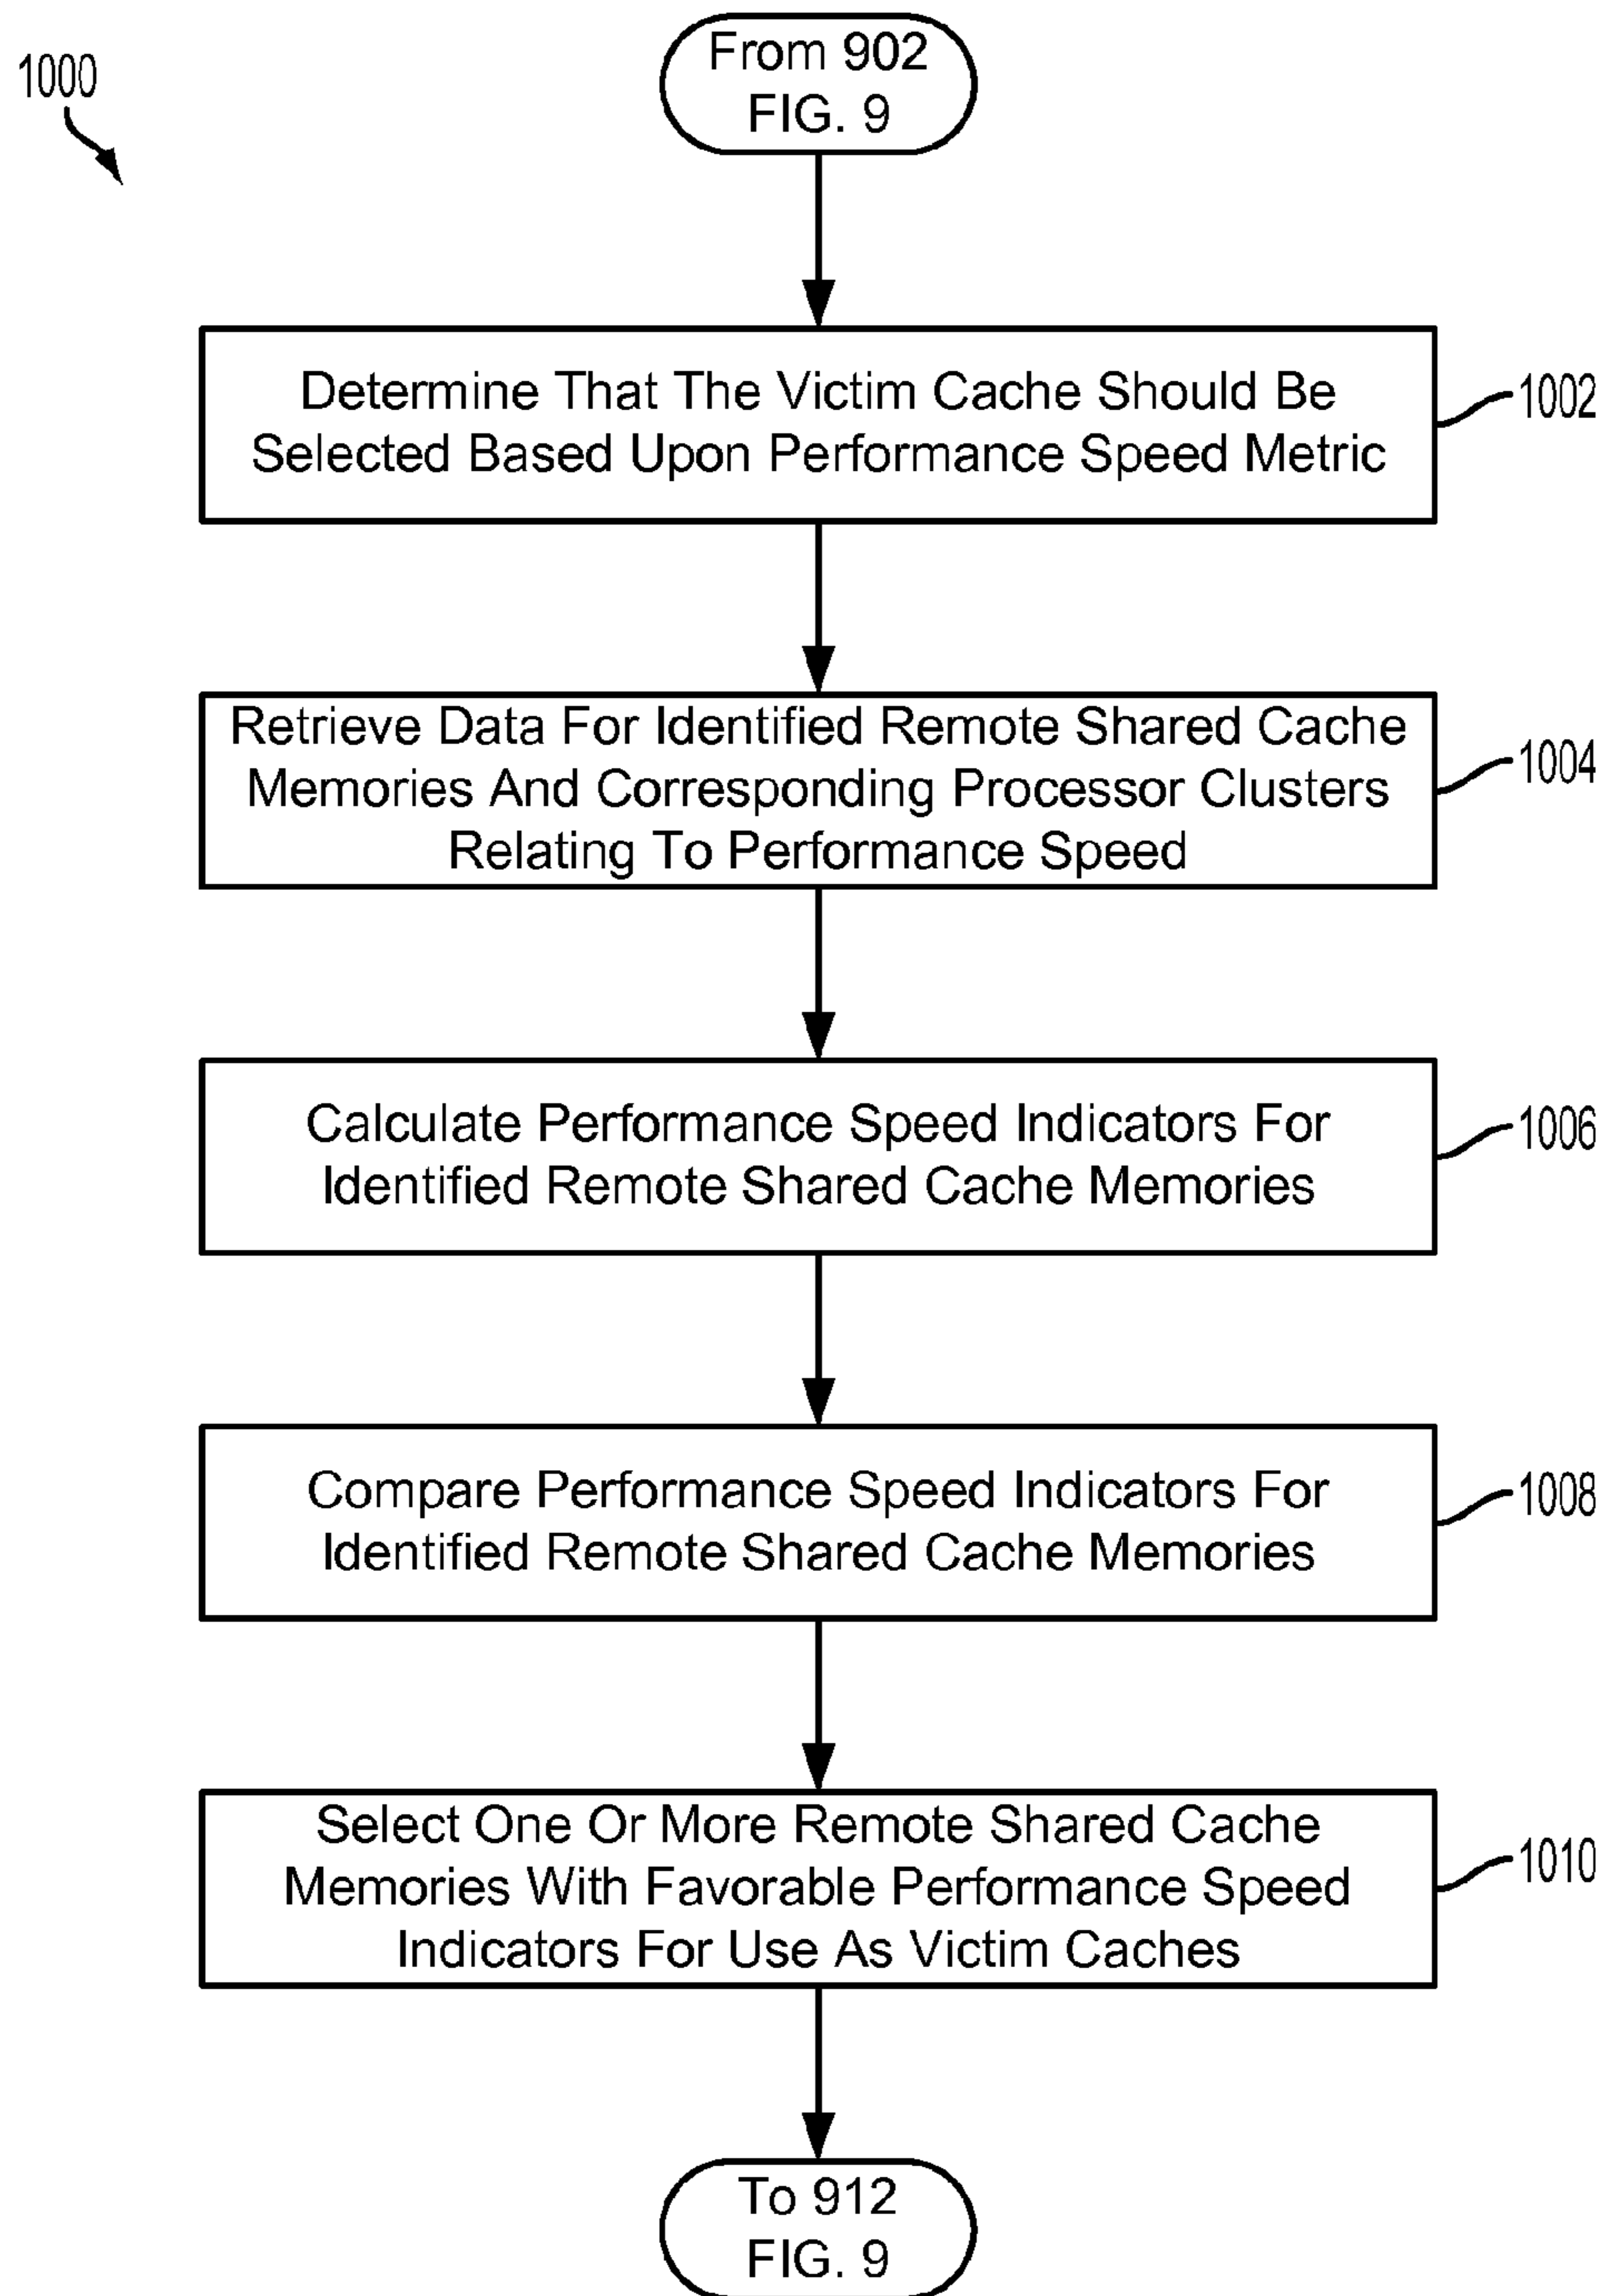 1000
From 902
FIG. 9
Determine That The Victim Cache Should Be
Selected Based Upon Performance Speed Metric
1002
Retrieve Data For Identified Remote Shared Cache
Memories And Corresponding Processor Clusters
Relating To Performance Speed
1004
Calculate Performance Speed Indicators For
Identified Remote Shared Cache Memories
1006
Compare Performance Speed Indicators For
Identified Remote Shared Cache Memories
1008
Select One Or More Remote Shared Cache
Memories With Favorable Performance Speed
Indicators For Use As Victim Caches
1010
To 912
FIG. 9